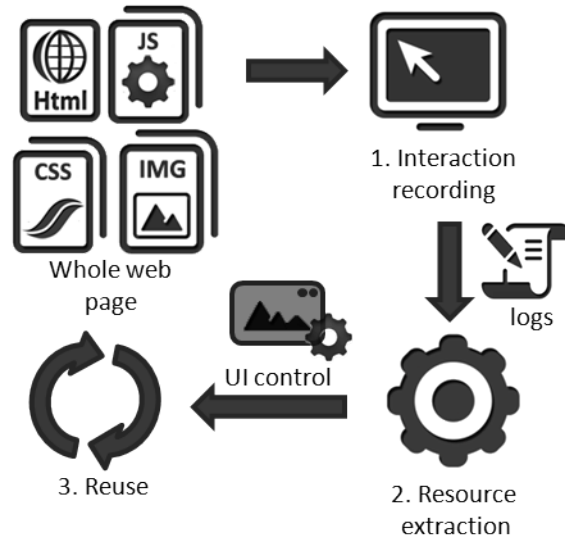 Html
JS
CSS
IMG
Whole web
page
1. Interaction
recording
logs
UI control
2. Resource
extraction
3. Reuse